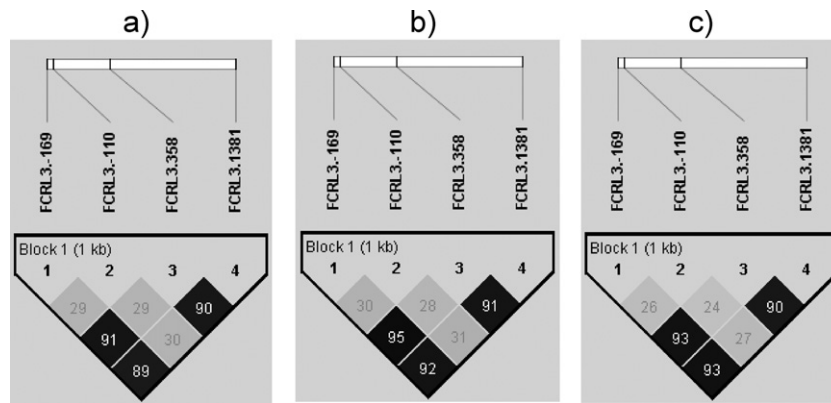 a)
FCRL3.-169
FCRL3.-110
FCRL3.358
FCRL3.1381
Block 1 (1 kb)
1 2 3 4
29 29 90
91 30
89
b)
FCRL3.-169
FCRL3.-110
FCRL3.358
FCRL3.1381
Block 1 (1 kb)
1 2 3 4
30 28 91
95 31
92
c)
FCRL3.-169
FCRL3.-110
FCRL3.358
FCRL3.1381
Block 1 (1 kb)
1 2 3 4
26 24 90
93 27
93